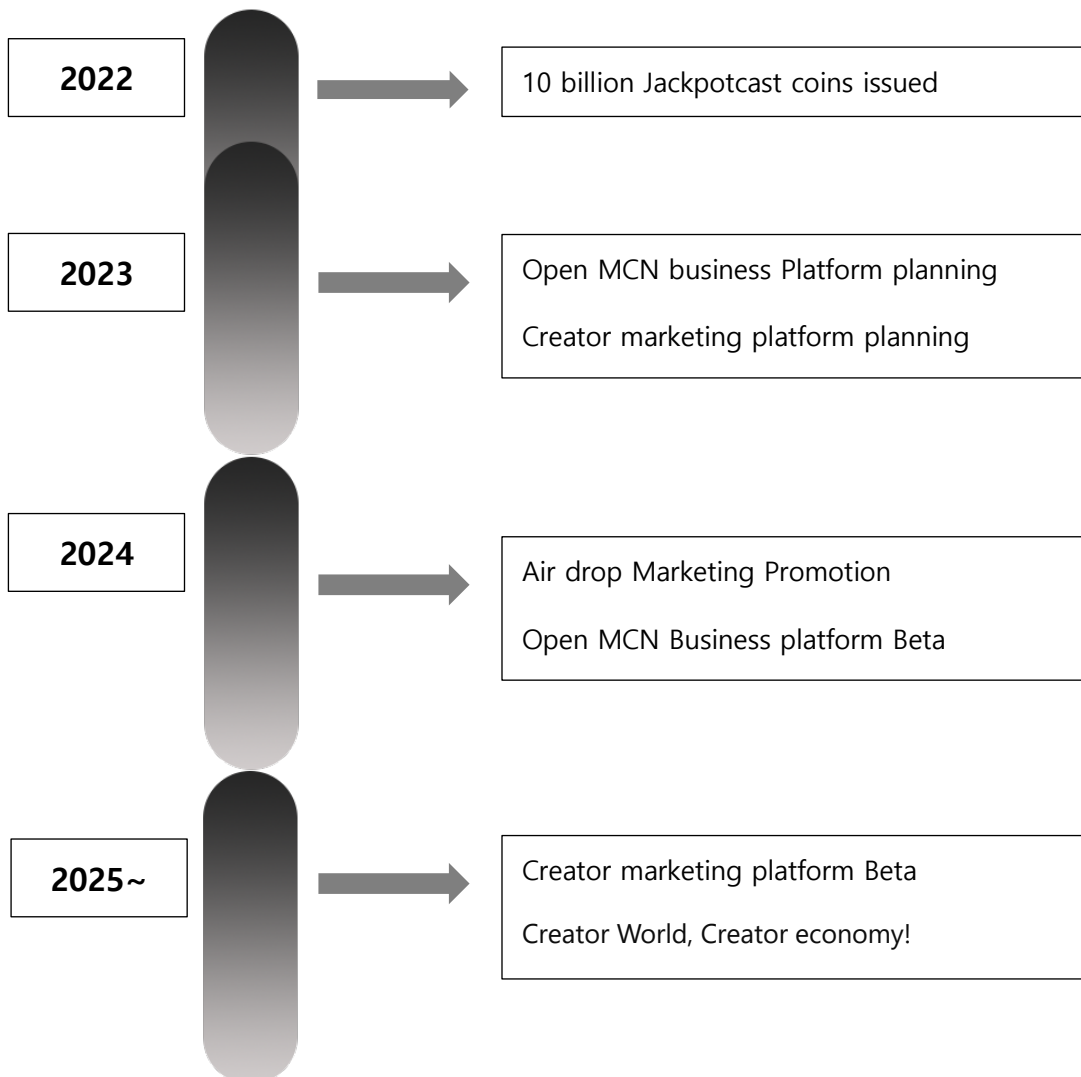 2022
10 billion Jackpotcast coins issued
2023
Open MCN business Platform planning
Creator marketing platform planning
2024
Air drop Marketing Promotion
Open MCN Business platform Beta
2025~
Creator marketing platform Beta
Creator World, Creator economy!